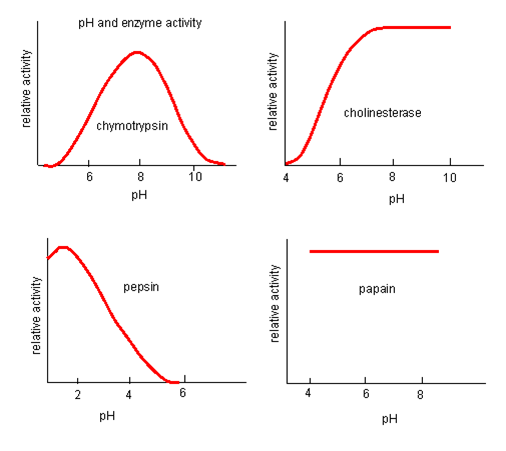 pH and enzyme activity
relative activity
chymotrypsin
6 8 10
pH
relative activity
cholinesterase
4 6 8 10
pH
relative activity
pepsin
2 4 6
pH
relative activity
papain
4 6 8
pH